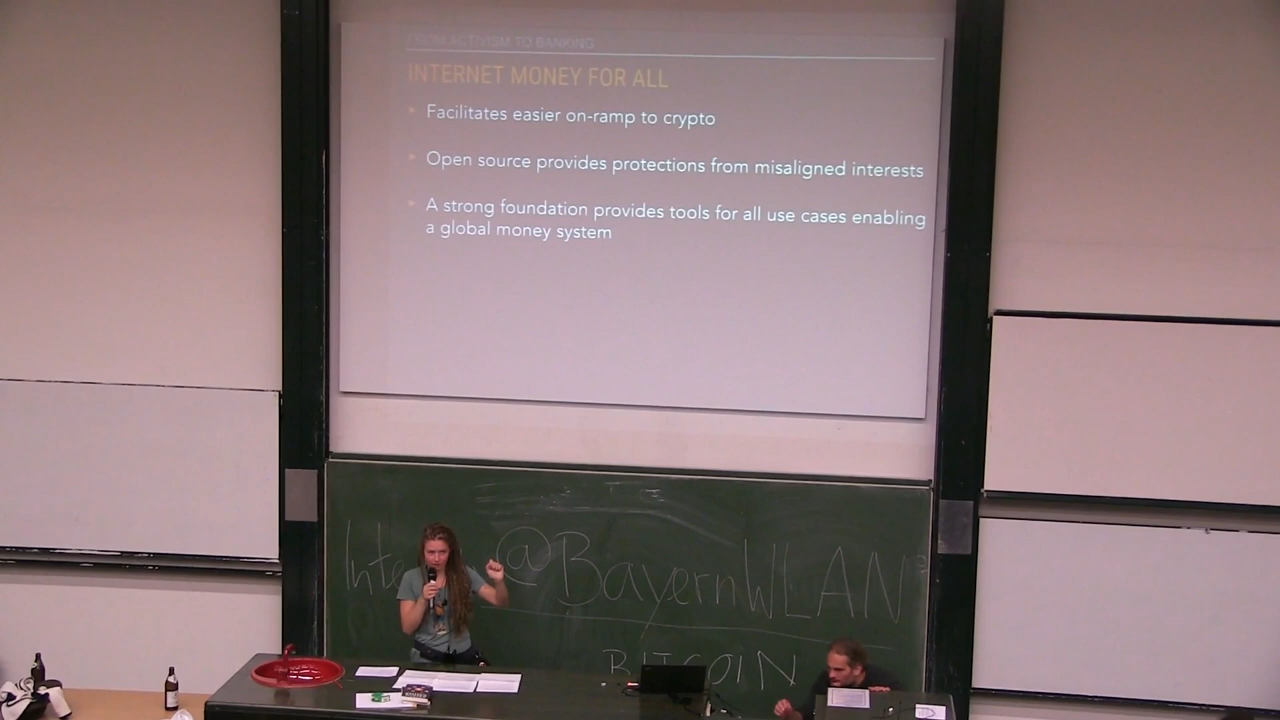 FROM ACTIVISM TO BANKING
INTERNET MONEY FOR ALL
Facilitates easier on-ramp to crypto
Open source provides protections from misaligned interests
A strong foundation provides tools for all use cases enabling
a global money system
@BayernWLAN
BITCOIN